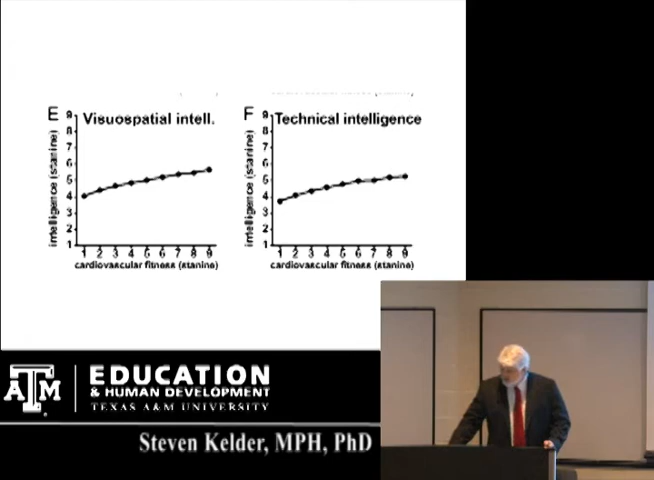 E Visuospatial intell.
intelligence (stanine)
9
8
7
6
5
4
3
2
1
1 2 3 4 5 6 7 8 9
cardiovascular fitness (stanine)
F Technical intelligence
intelligence (stanine)
9
8
7
6
5
4
3
2
1
1 2 3 4 5 6 7 8 9
cardiovascular fitness (stanine)
ATM
EDUCATION
& HUMAN DEVELOPMENT
TEXAS A&M UNIVERSITY
Steven Kelder, MPH, PhD